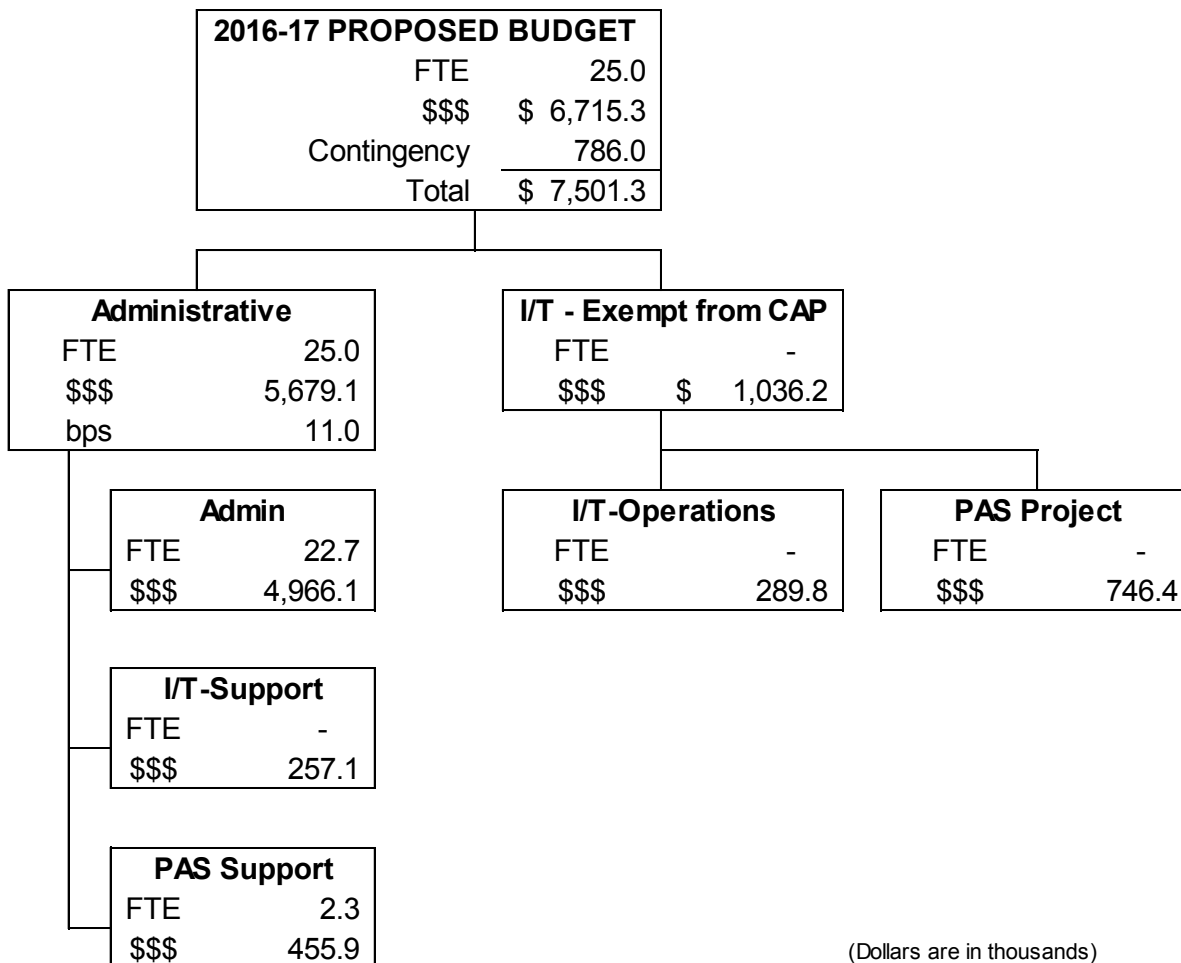 2016-17 PROPOSED BUDGET
FTE 25.0
$$$ $ 6,715.3
Contingency 786.0
Total $ 7,501.3
Administrative
FTE 25.0
$$$ 5,679.1
bps 11.0
I/T - Exempt from CAP
FTE -
$$$ $ 1,036.2
Admin
FTE 22.7
$$$ 4,966.1
I/T-Operations
FTE -
$$$ 289.8
PAS Project
FTE -
$$$ 746.4
I/T-Support
FTE -
$$$ 257.1
PAS Support
FTE 2.3
$$$ 455.9
(Dollars are in thousands)